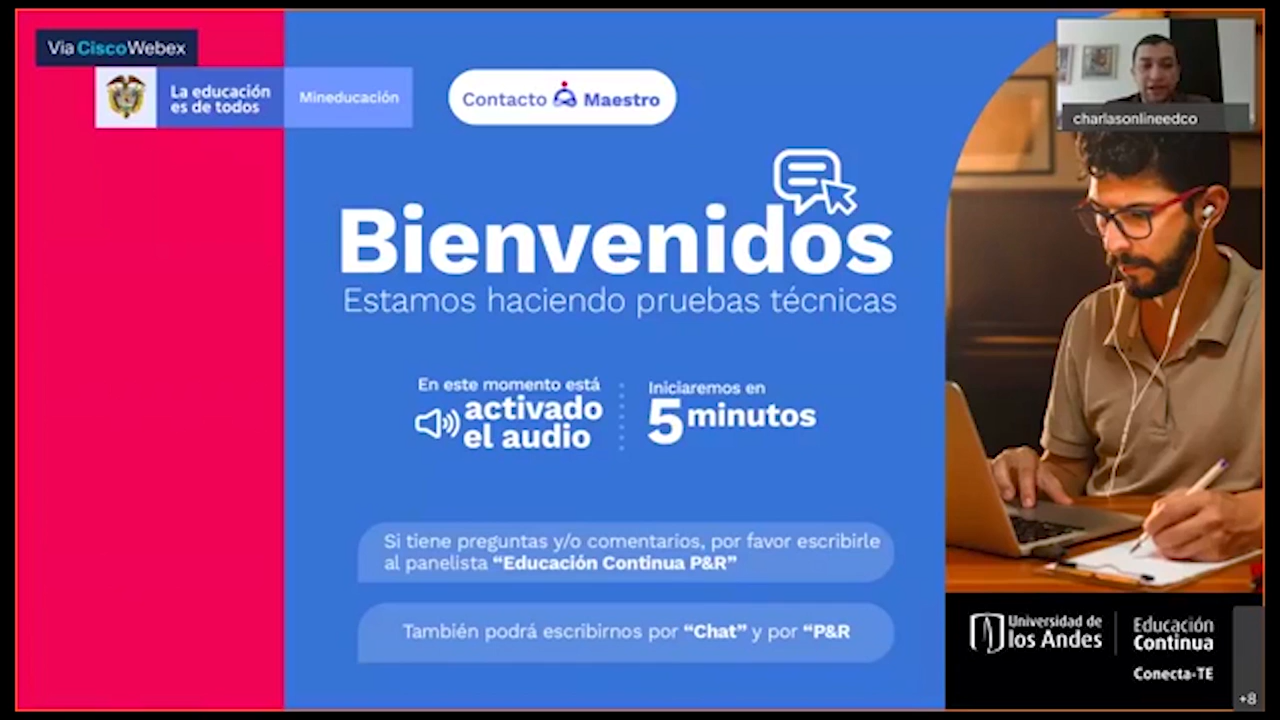 Vía CiscoWebex
La educación
es de todos
Mineducación
Contacto Maestro
charlasonlineedco
Bienvenidos
Estamos haciendo pruebas técnicas
En este momento está
activado
el audio
Iniciaremos en
5 minutos
Si tiene preguntas y/o comentarios, por favor escribirle
al panelista “Educación Continua P&R”
También podrá escribirnos por “Chat” y por “P&R
Universidad de
los Andes
Educación
Continua
Conecta-TE
+8